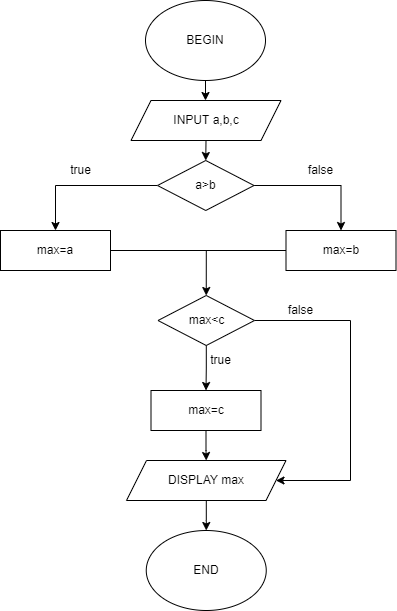 BEGIN
INPUT a,b,c
true
false
a>b
max=a
max=b
false
max<c
true
max=c
DISPLAY max
END